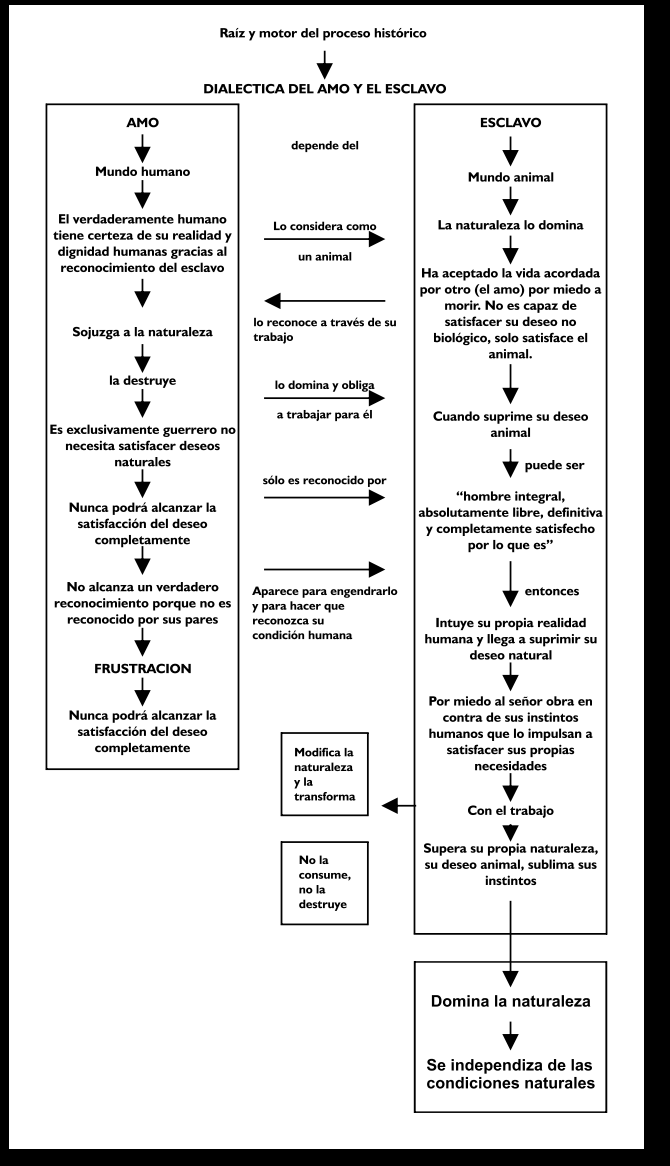 Raíz y motor del proceso histórico
DIALECTICA DEL AMO Y EL ESCLAVO
AMO
Mundo humano
El verdaderamente humano
tiene certeza de su realidad y
dignidad humanas gracias al
reconocimiento del esclavo
Sojuzga a la naturaleza
la destruye
Es exclusivamente guerrero no
necesita satisfacer deseos
naturales
Nunca podrá alcanzar la
satisfacción del deseo
completamente
No alcanza un verdadero
reconocimiento porque no es
reconocido por sus pares
FRUSTRACION
Nunca podrá alcanzar la
satisfacción del deseo
completamente
depende del
Lo considera como
un animal
lo reconoce a través de su
trabajo
lo domina y obliga
a trabajar para él
sólo es reconocido por
Aparece para engendrarlo
y para hacer que
reconozca su
condición humana
ESCLAVO
Mundo animal
La naturaleza lo domina
Ha aceptado la vida acordada
por otro (el amo) por miedo a
morir. No es capaz de
satisfacer su deseo no
biológico, solo satisface el
animal.
Cuando suprime su deseo
animal
puede ser
“hombre integral,
absolutamente libre, definitiva
y completamente satisfecho
por lo que es”
entonces
Intuye su propia realidad
humana y llega a suprimir su
deseo natural
Por miedo al señor obra en
contra de sus instintos
humanos que lo impulsan a
satisfacer sus propias
necesidades
Con el trabajo
Supera su propia naturaleza,
su deseo animal, sublima sus
instintos
Modifica la
naturaleza
y la
transforma
No la
consume,
no la
destruye
Domina la naturaleza
Se independiza de las
condiciones naturales